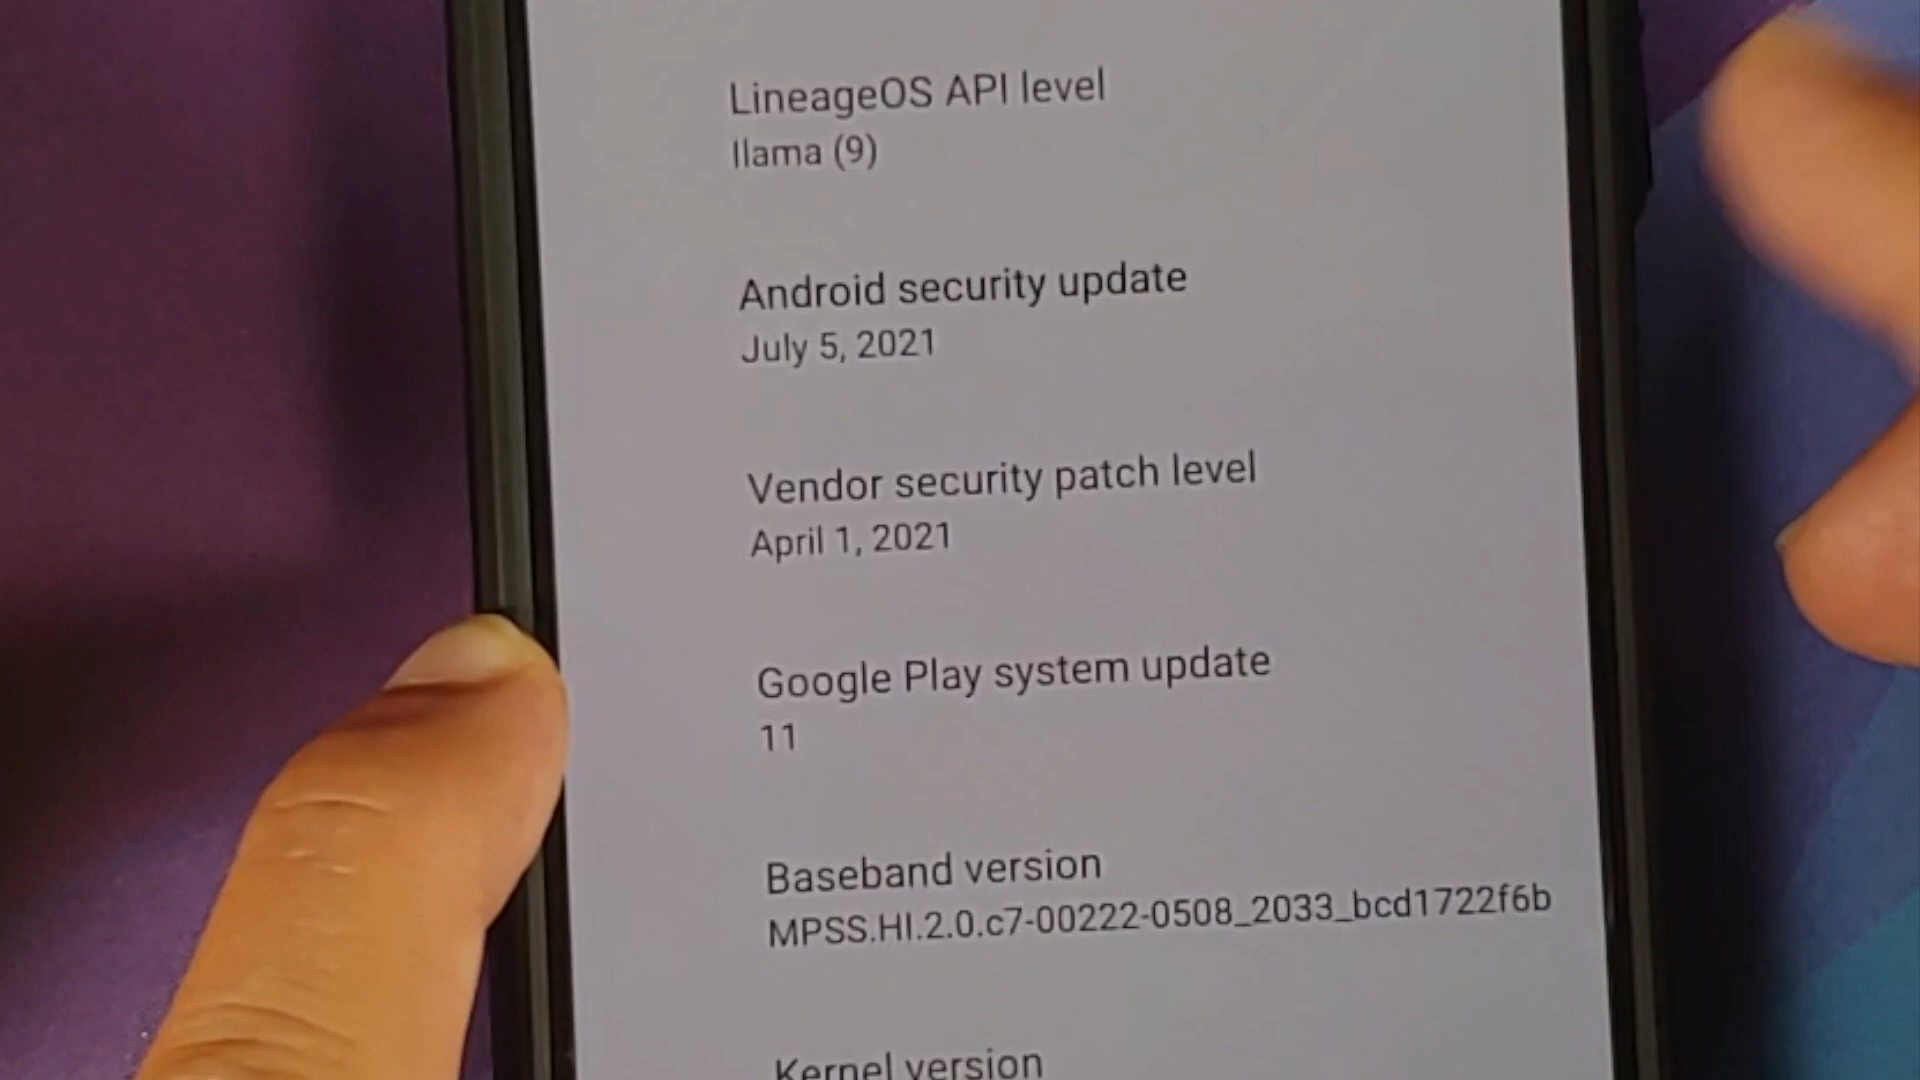 LineageOS API level
llama (9)
Android security update
July 5, 2021
Vendor security patch level
April 1, 2021
Google Play system update
11
Baseband version
MPSS.HI.2.0.c7-00222-0508_2033_bcd1722f6b
Kernel version